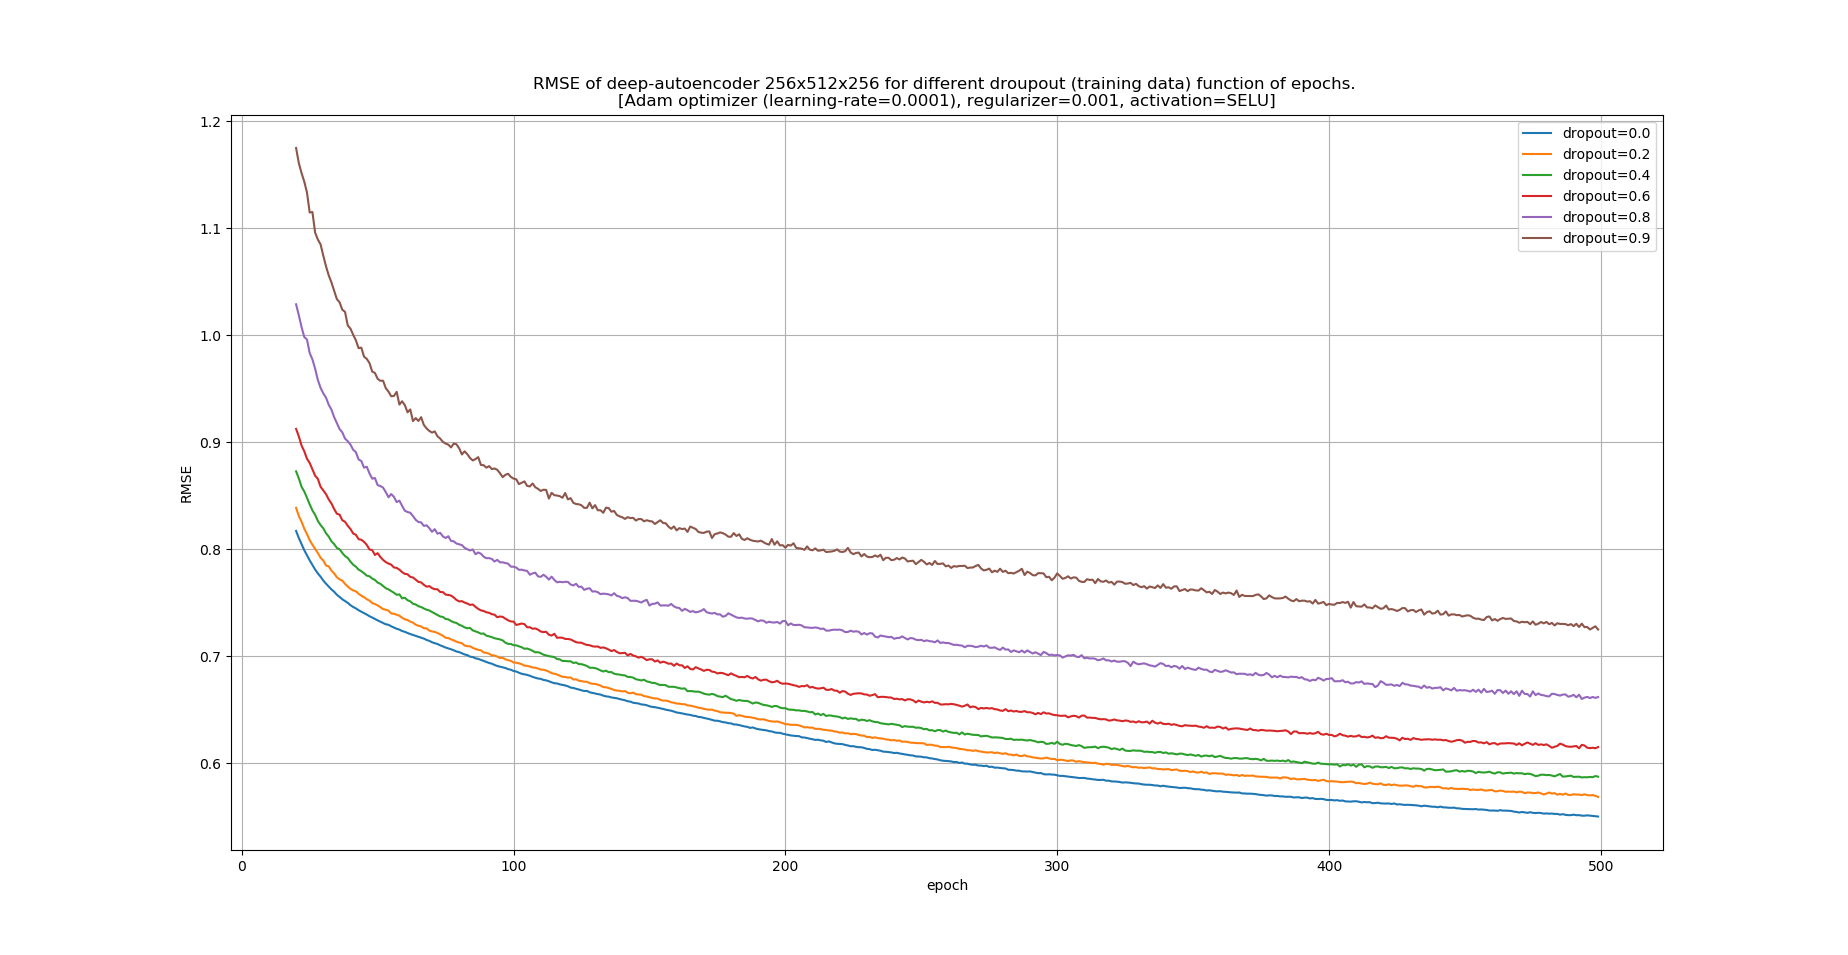 RMSE of deep-autoencoder 256x512x256 for different droupout (training data) function of epochs.
[Adam optimizer (learning-rate=0.0001), regularizer=0.001, activation=SELU]
1.2
1.1
1.0
0.9
0.8
0.7
0.6
RMSE
dropout=0.0
dropout=0.2
dropout=0.4
dropout=0.6
dropout=0.8
dropout=0.9
0 100 200 300 400 500
epoch